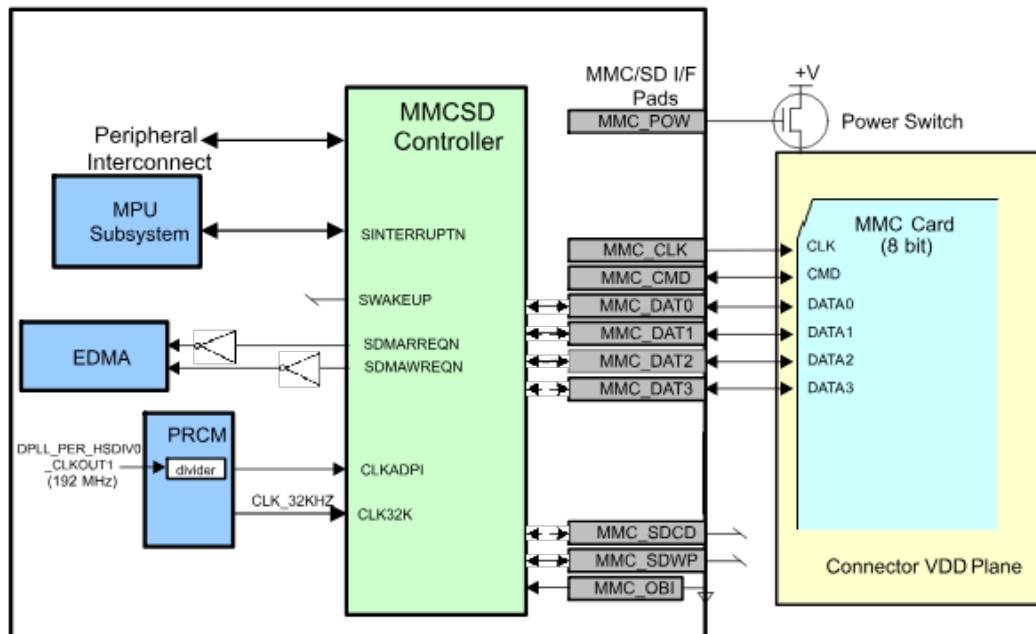 MMC/SD I/F
Pads
+V
MMCSD
Controller
MMC_POW
Power Switch
Peripheral
Interconnect
MPU
Subsystem
SINTERRUPTN
MMC Card
(8 bit)
MMC_CLK
CLK
MMC_CMD
CMD
SWAKEUP
MMC_DAT0
DATA0
MMC_DAT1
DATA1
EDMA
SDMARREQN
SDMAWREQN
MMC_DAT2
DATA2
MMC_DAT3
DATA3
PRCM
DPLL_PER_HSDIV0
_CLKOUT1
(192 MHz)
divider
CLKADPI
CLK_32KHZ
CLK32K
MMC_SDCD
MMC_SDWP
MMC_OBI
Connector VDD Plane